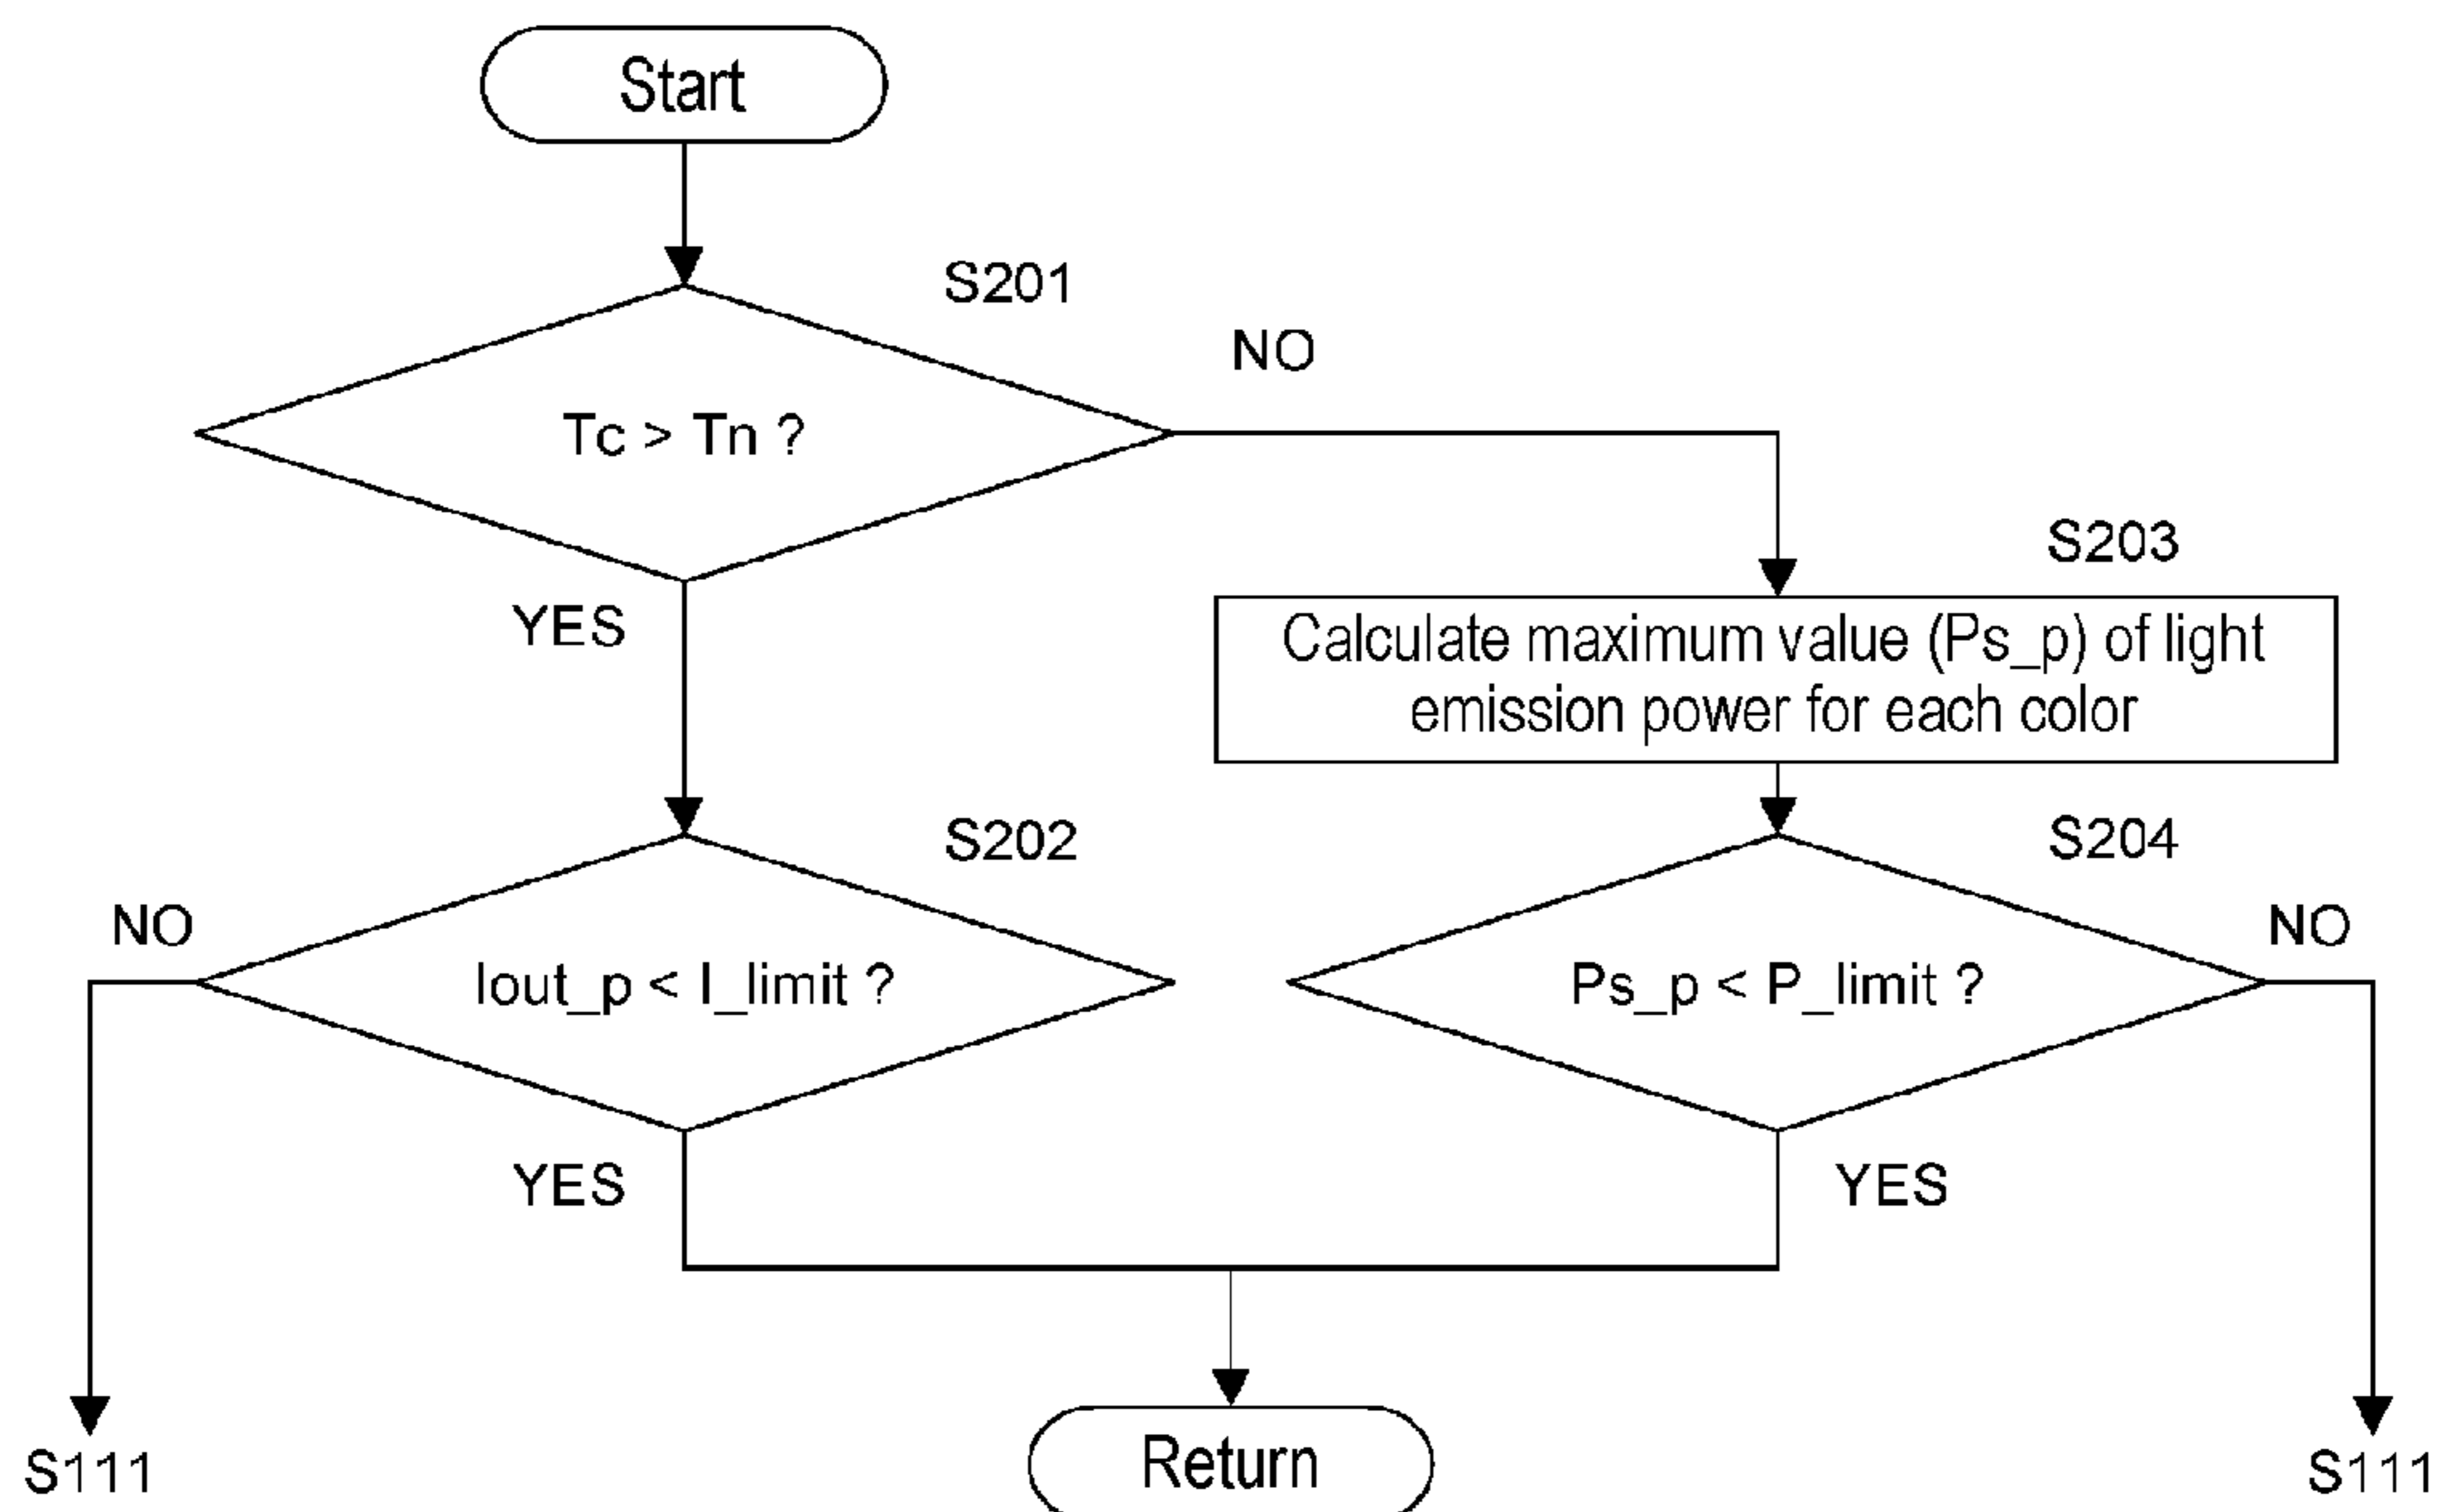 Start
S201
NO
Tc > Tn ?
YES
S203
Calculate maximum value (Ps_p) of light
emission power for each color
S202
S204
NO
NO
Iout_p < I_limit ?
Ps_p < P_limit ?
YES
YES
Return
S111
S111